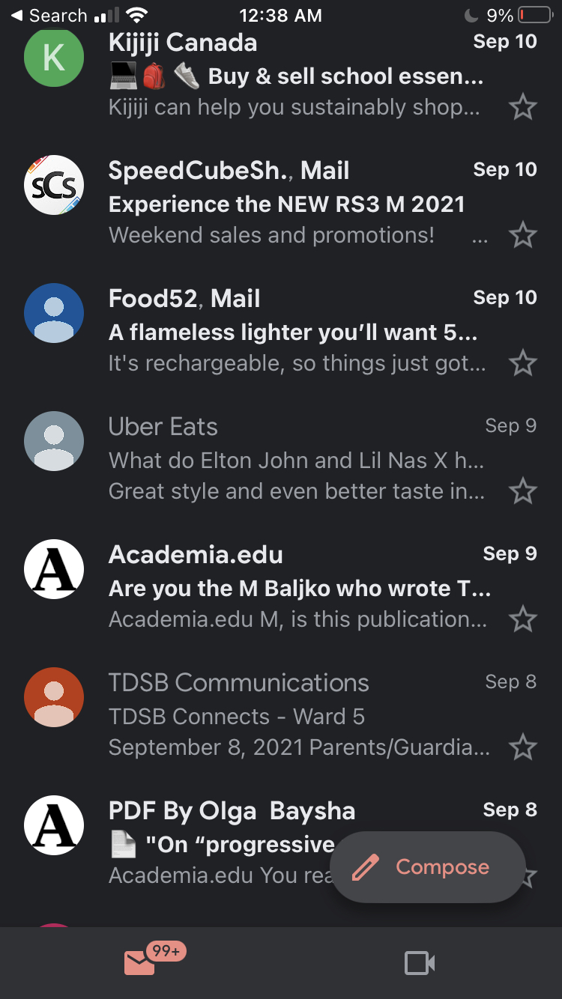 Search 12:38 AM 9%
K Kijiji Canada Sep 10
Buy & sell school essen...
Kijiji can help you sustainably shop...
sCs SpeedCubeSh., Mail Sep 10
Experience the NEW RS3 M 2021
Weekend sales and promotions! ...
Food52, Mail Sep 10
A flameless lighter you’ll want 5...
It's rechargeable, so things just got...
Uber Eats Sep 9
What do Elton John and Lil Nas X h...
Great style and even better taste in...
A Academia.edu Sep 9
Are you the M Baljko who wrote T...
Academia.edu M, is this publication...
TDSB Communications Sep 8
TDSB Connects - Ward 5
September 8, 2021 Parents/Guardia...
A PDF By Olga Baysha Sep 8
"On “progressive
Academia.edu You rea
Compose
99+